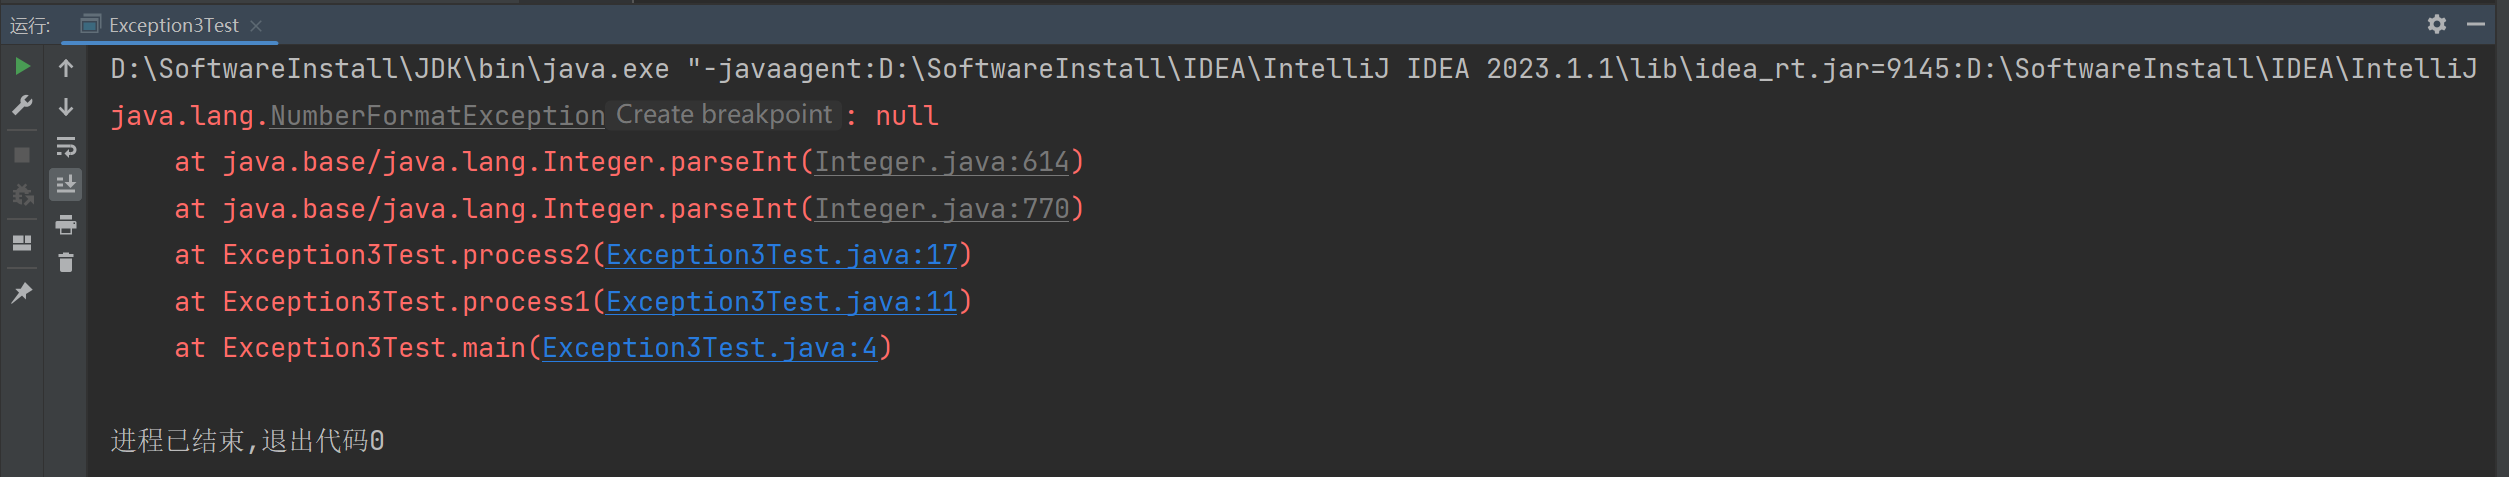 运行: Exception3Test
D:\SoftwareInstall\JDK\bin\java.exe "-javaagent:D:\SoftwareInstall\IDEA\IntelliJ IDEA 2023.1.1\lib\idea_rt.jar=9145:D:\SoftwareInstall\IDEA\IntelliJ
java.lang.NumberFormatException Create breakpoint : null
at java.base/java.lang.Integer.parseInt(Integer.java:614)
at java.base/java.lang.Integer.parseInt(Integer.java:770)
at Exception3Test.process2(Exception3Test.java:17)
at Exception3Test.process1(Exception3Test.java:11)
at Exception3Test.main(Exception3Test.java:4)
进程已结束,退出代码0